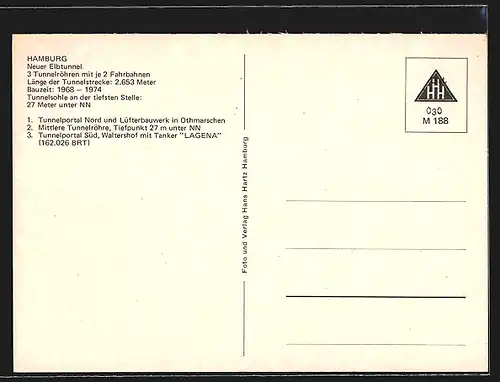 HAMBURG
Neuer Elbtunnel
3 Tunnelröhren mit je 2 Fahrbahnen
Länge der Tunnelstrecke: 2.653 Meter
Bauzeit: 1968 – 1974
Tunnelsohle an der tiefsten Stelle:
27 Meter unter NN
1. Tunnelportal Nord und Lüfterbauwerk in Othmarschen
2. Mittlere Tunnelröhre, Tiefpunkt 27 m unter NN
3. Tunnelportal Süd, Waltershof mit Tanker "LAGENA"
(162.026 BRT)
Foto und Verlag Hans Hartz Hamburg
HH
030
M 188